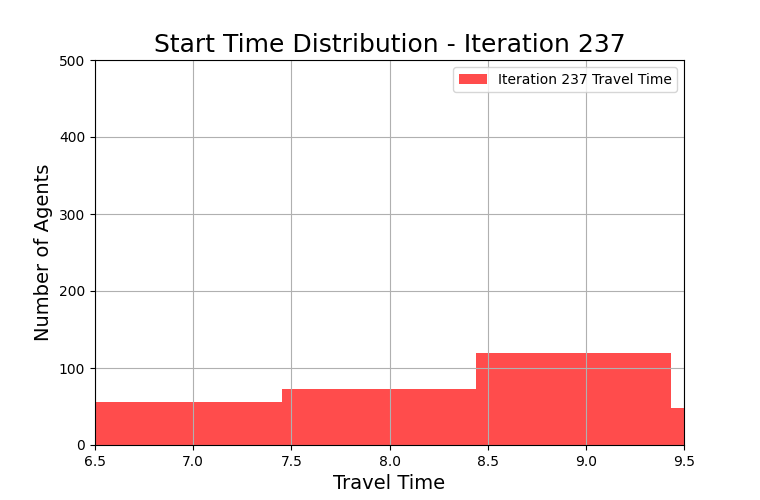 Start Time Distribution - Iteration 237
500
Iteration 237 Travel Time
400
300
200
100
0
Number of Agents
6.5 7.0 7.5 8.0 8.5 9.0 9.5
Travel Time